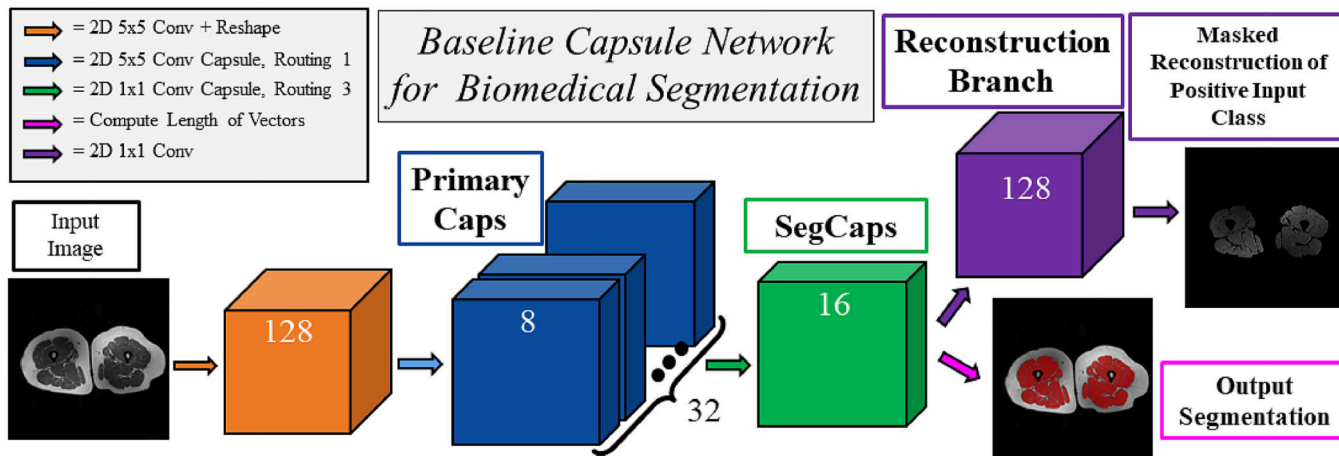 = 2D 5x5 Conv + Reshape
= 2D 5x5 Conv Capsule, Routing 1
= 2D 1x1 Conv Capsule, Routing 3
= Compute Length of Vectors
= 2D 1x1 Conv
Baseline Capsule Network
for Biomedical Segmentation
Reconstruction
Branch
Masked
Reconstruction of
Positive Input
Class
Input
Image
128
Primary
Caps
8
32
SegCaps
16
128
Output
Segmentation